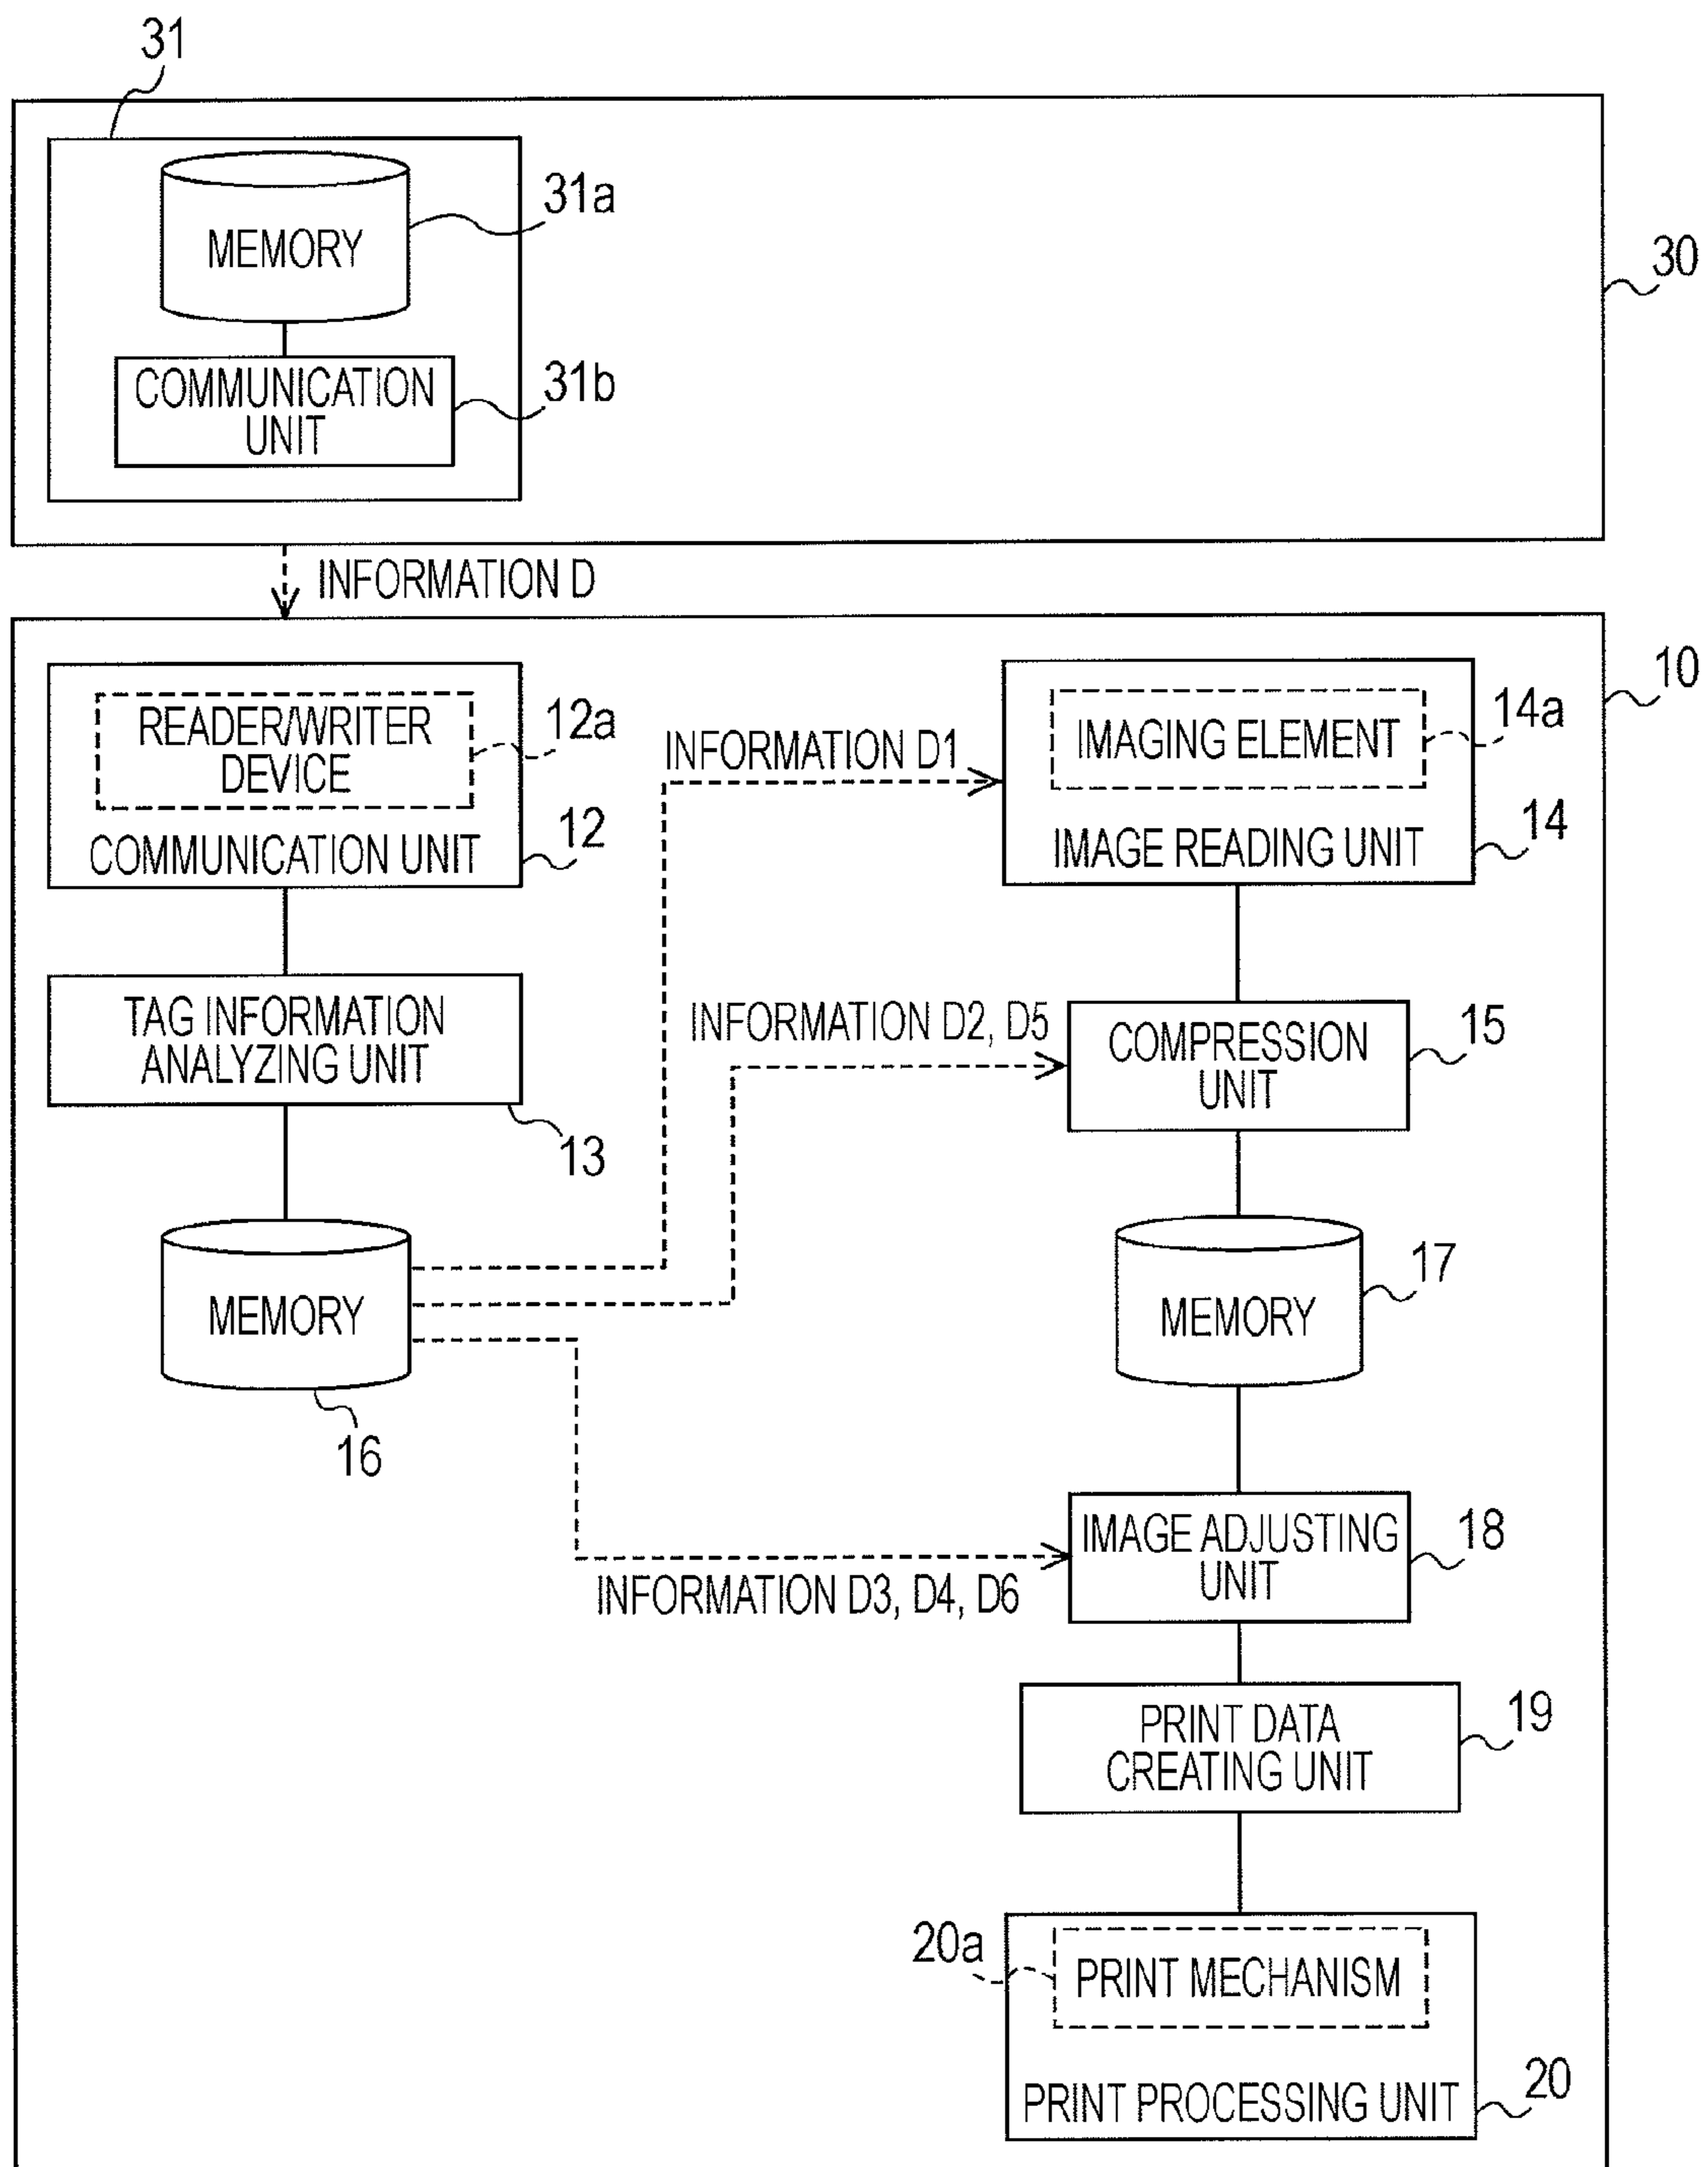 31
MEMORY
31a
COMMUNICATION
UNIT
31b
30
INFORMATION D
10
READER/WRITER
DEVICE
12a
COMMUNICATION UNIT
12
INFORMATION D1
IMAGING ELEMENT
14a
IMAGE READING UNIT
14
TAG INFORMATION
ANALYZING UNIT
13
INFORMATION D2, D5
COMPRESSION
UNIT
15
MEMORY
16
MEMORY
17
INFORMATION D3, D4, D6
IMAGE ADJUSTING
UNIT
18
PRINT DATA
CREATING UNIT
19
20a
PRINT MECHANISM
PRINT PROCESSING UNIT
20